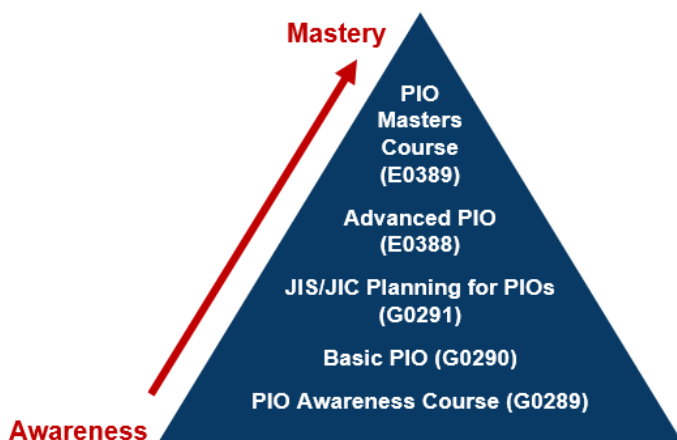 Mastery
PIO
Masters
Course
(E0389)
Advanced PIO
(E0388)
JIS/JIC Planning for PIOs
(G0291)
Basic PIO (G0290)
PIO Awareness Course (G0289)
Awareness